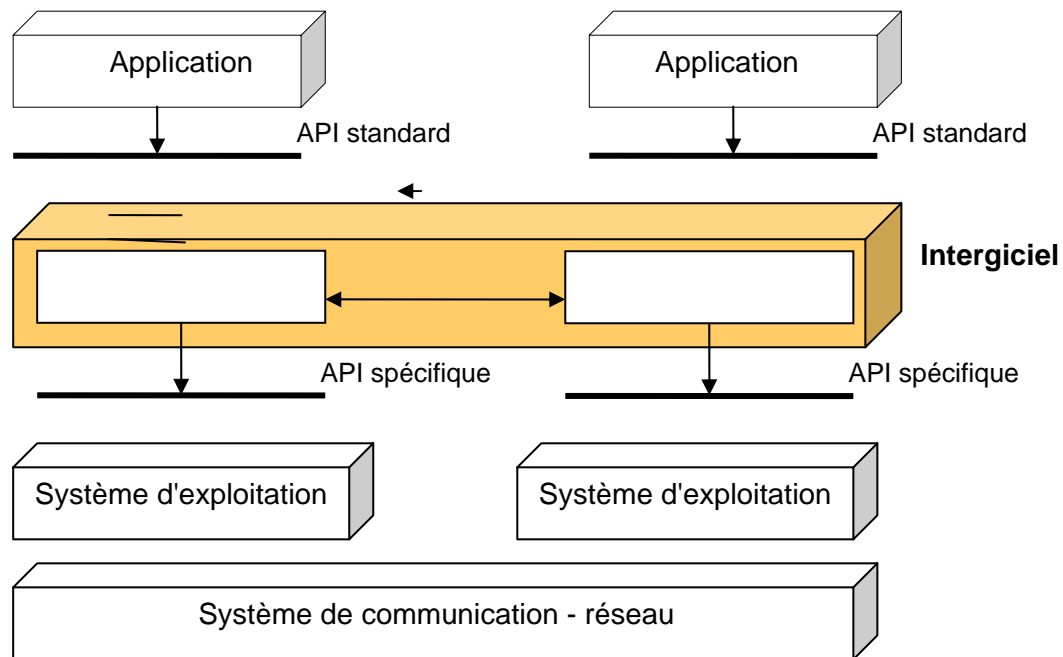 Application
Application
API standard
API standard
Intergiciel
API spécifique
API spécifique
Système d'exploitation
Système d'exploitation
Système de communication - réseau